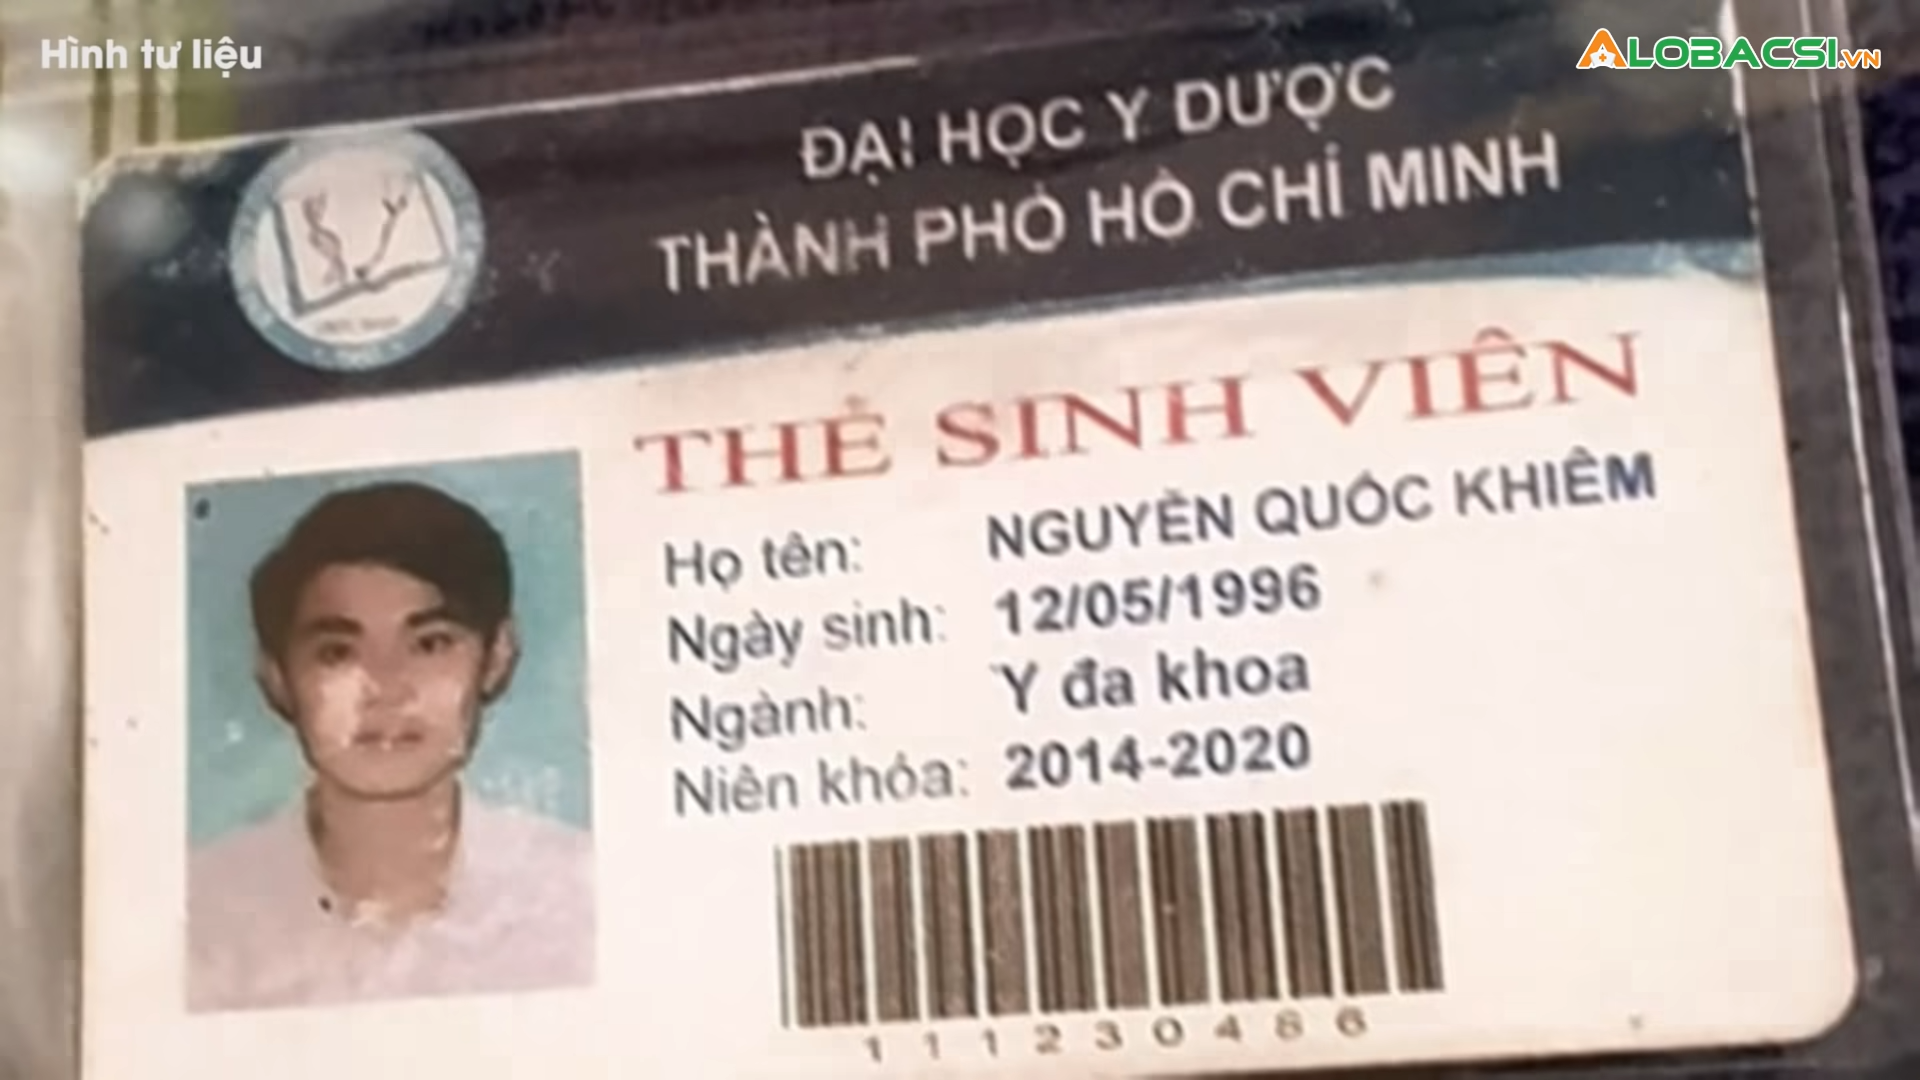 Hình tư liệu
ALOBACSI.VN
ĐẠI HỌC Y DƯỢC
THÀNH PHỐ HỒ CHÍ MINH
THẺ SINH VIÊN
Họ tên: NGUYỄN QUỐC KHIÊM
Ngày sinh: 12/05/1996
Ngành: Y đa khoa
Niên khóa: 2014-2020
111230486